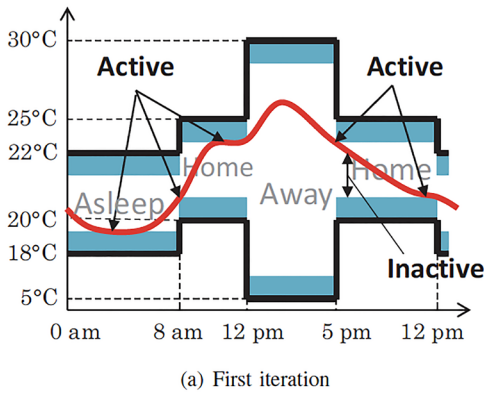 30°C
Active
Active
25°C
22°C
Home
Home
Asleep
Away
20°C
18°C
Inactive
5°C
0 am 8 am 12 pm 5 pm 12 pm
(a) First iteration